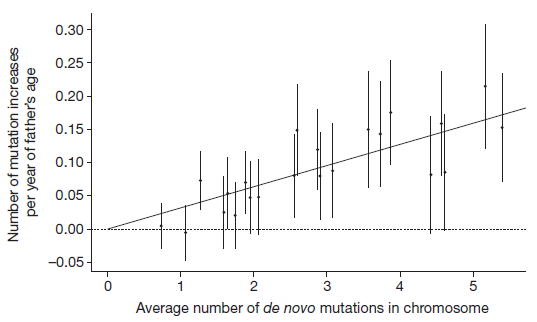 Number of mutation increases
per year of father's age
0.30
0.25
0.20
0.15
0.10
0.05
0.00
−0.05
0 1 2 3 4 5
Average number of de novo mutations in chromosome